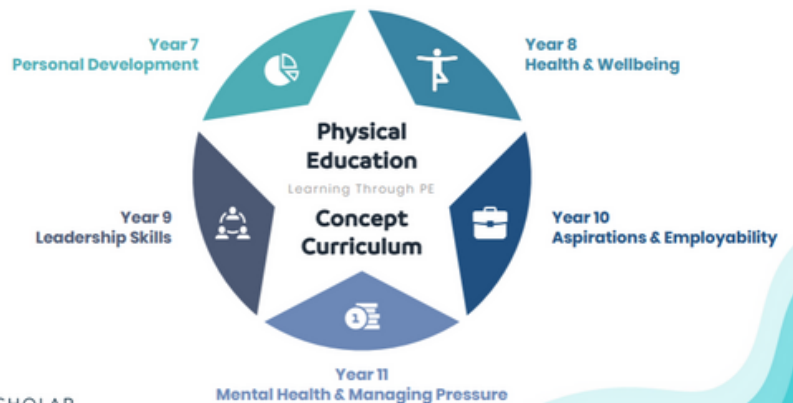 Year 7
Personal Development
Year 8
Health & Wellbeing
Physical
Education
Learning Through PE
Concept
Curriculum
Year 9
Leadership Skills
Year 10
Aspirations & Employability
1
Year 11
Mental Health & Managing Pressure